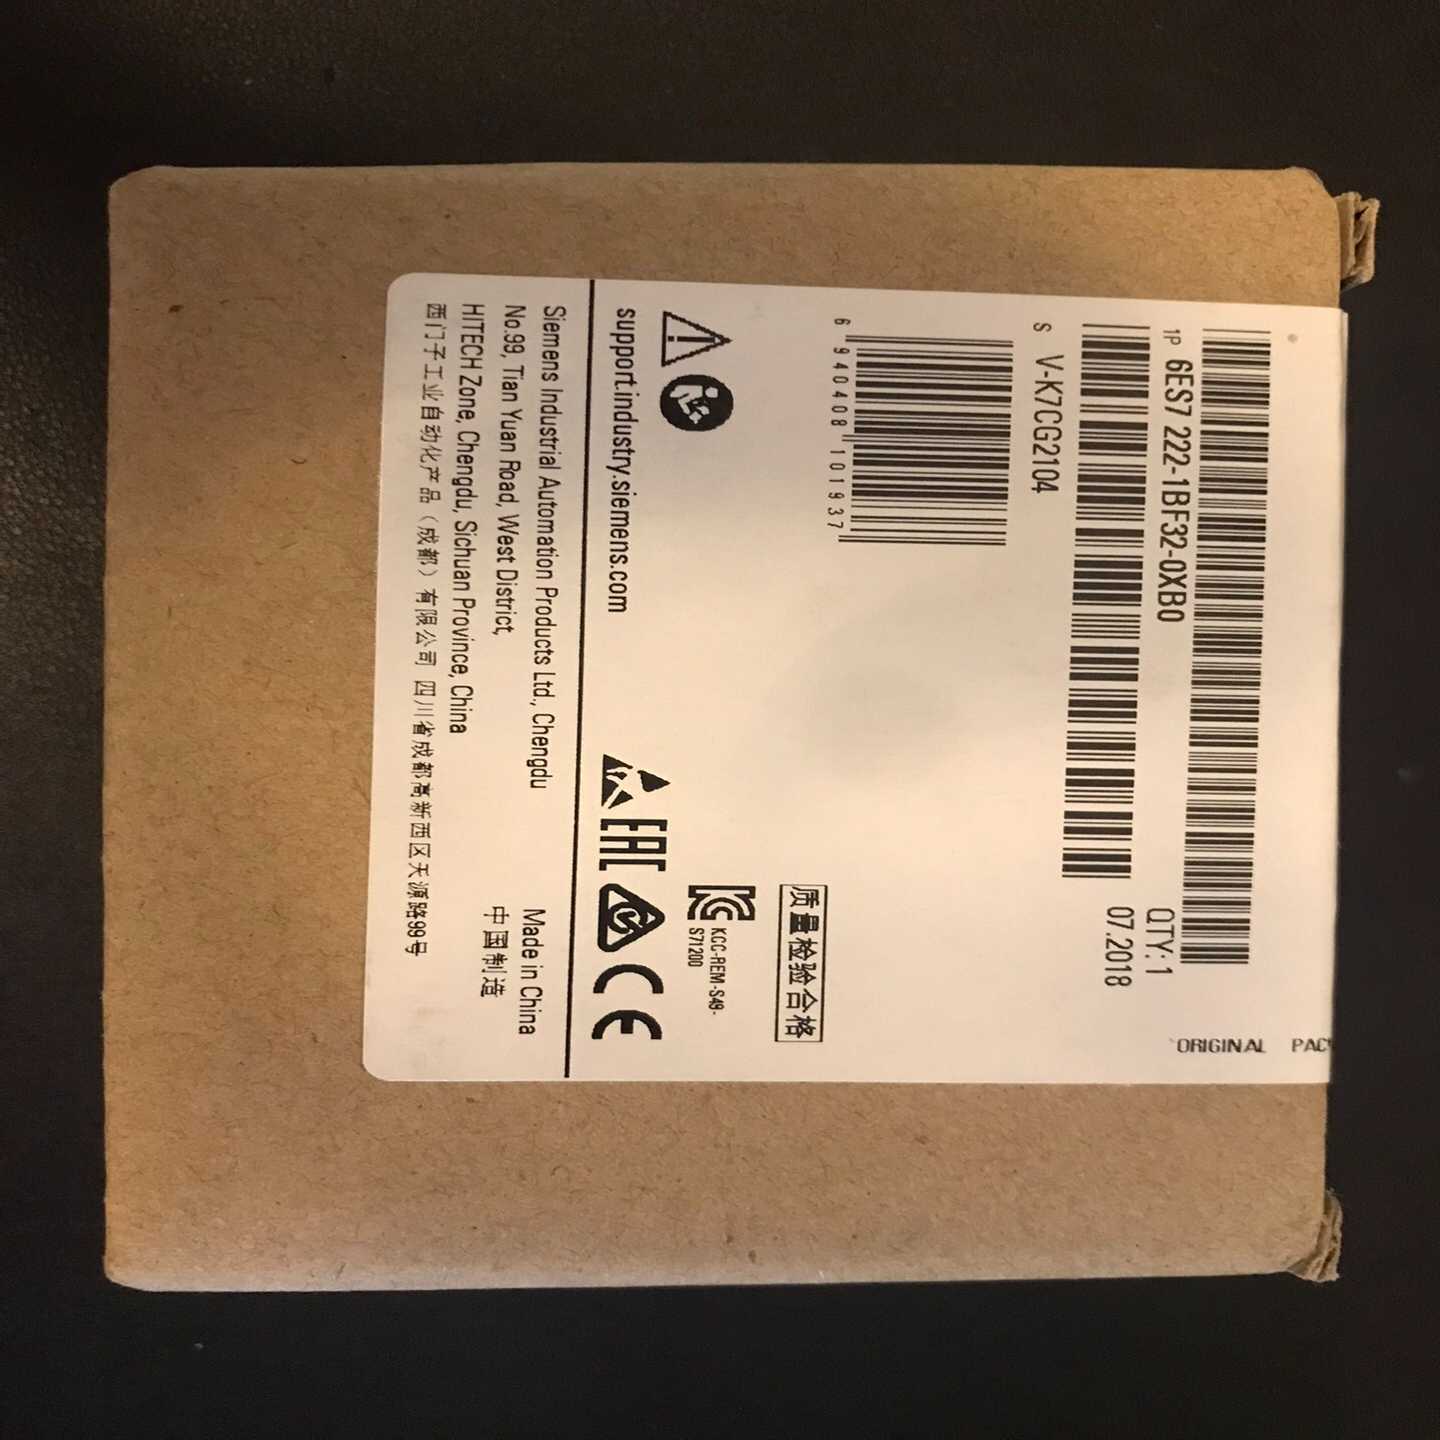 1P 6ES7 222-1BF32-0XB0
QTY: 1
07.2018
ORIGINAL
S V-K7CG2104
6 940408 101937
质量检验合格
KCC-REM-S49-
S71200
support.industry.siemens.com
EAC
CE
Siemens Industrial Automation Products Ltd., Chengdu
No.99, Tian Yuan Road, West District,
HITECH Zone, Chengdu, Sichuan Province, China
西门子工业自动化产品（成都）有限公司 四川省成都高新西区天源路99号
Made in China
中国制造